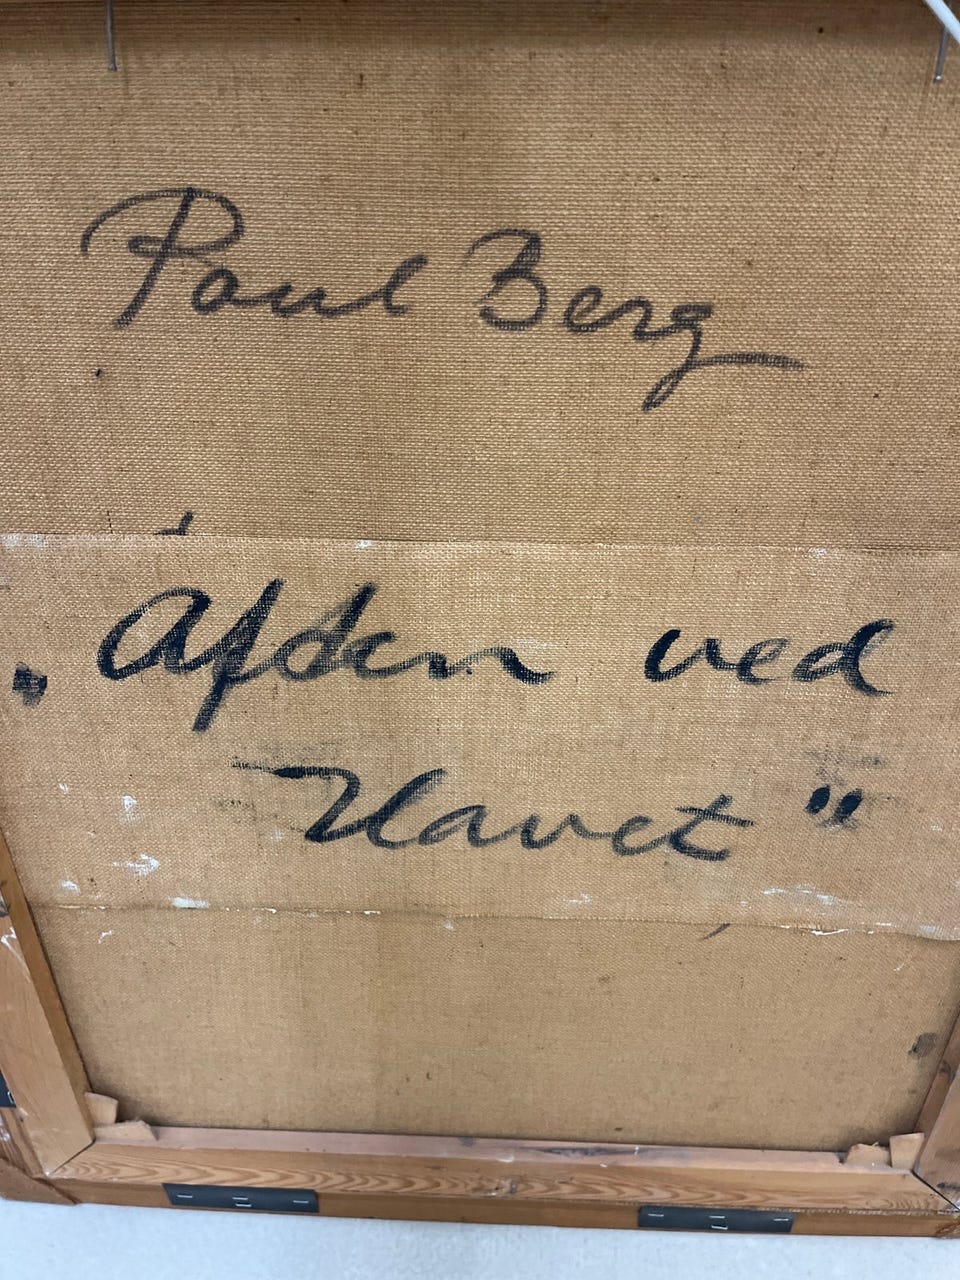 Poul Berg
„Aften ved
Havet"